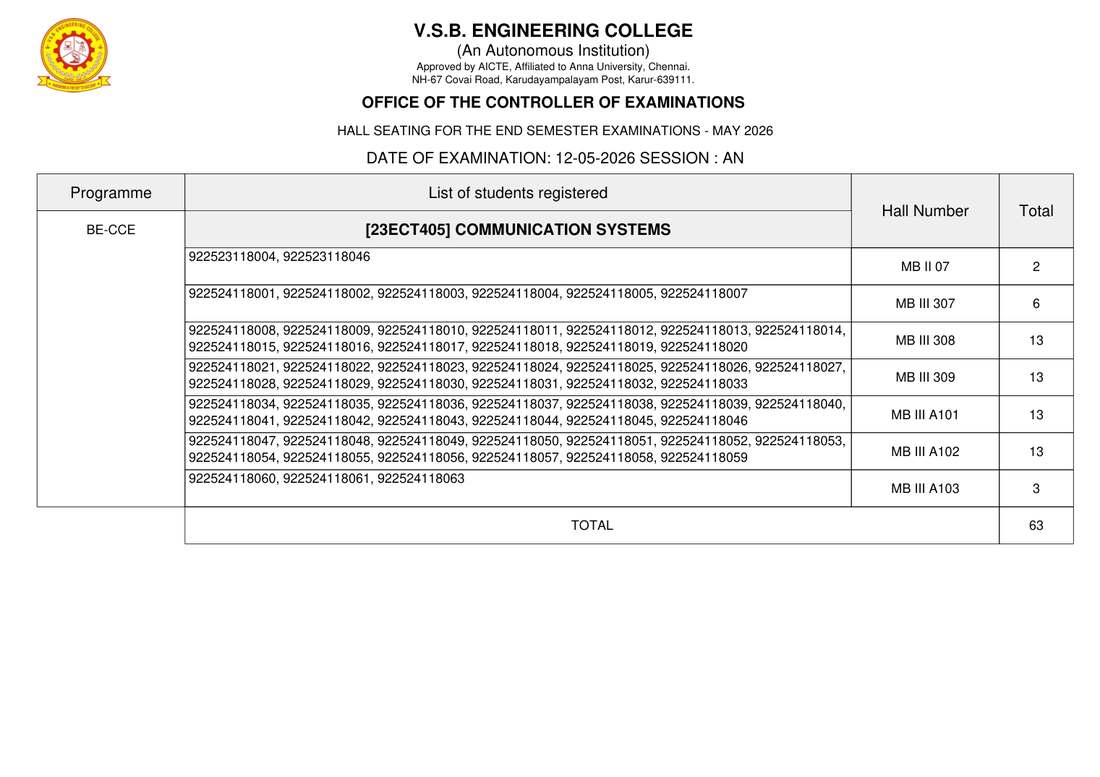 V.S.B. ENGINEERING COLLEGE
(An Autonomous Institution)
Approved by AICTE, Affiliated to Anna University, Chennai.
NH-67 Covai Road, Karudayampalayam Post, Karur-639111.
OFFICE OF THE CONTROLLER OF EXAMINATIONS
HALL SEATING FOR THE END SEMESTER EXAMINATIONS - MAY 2026
DATE OF EXAMINATION: 12-05-2026 SESSION : AN
Programme List of students registered Hall Number Total
BE-CCE [23ECT405] COMMUNICATION SYSTEMS
922523118004, 922523118046 MB II 07 2
922524118001, 922524118002, 922524118003, 922524118004, 922524118005, 922524118007 MB III 307 6
922524118008, 922524118009, 922524118010, 922524118011, 922524118012, 922524118013, 922524118014,
922524118015, 922524118016, 922524118017, 922524118018, 922524118019, 922524118020 MB III 308 13
922524118021, 922524118022, 922524118023, 922524118024, 922524118025, 922524118026, 922524118027,
922524118028, 922524118029, 922524118030, 922524118031, 922524118032, 922524118033 MB III 309 13
922524118034, 922524118035, 922524118036, 922524118037, 922524118038, 922524118039, 922524118040,
922524118041, 922524118042, 922524118043, 922524118044, 922524118045, 922524118046 MB III A101 13
922524118047, 922524118048, 922524118049, 922524118050, 922524118051, 922524118052, 922524118053,
922524118054, 922524118055, 922524118056, 922524118057, 922524118058, 922524118059 MB III A102 13
922524118060, 922524118061, 922524118063 MB III A103 3
TOTAL 63